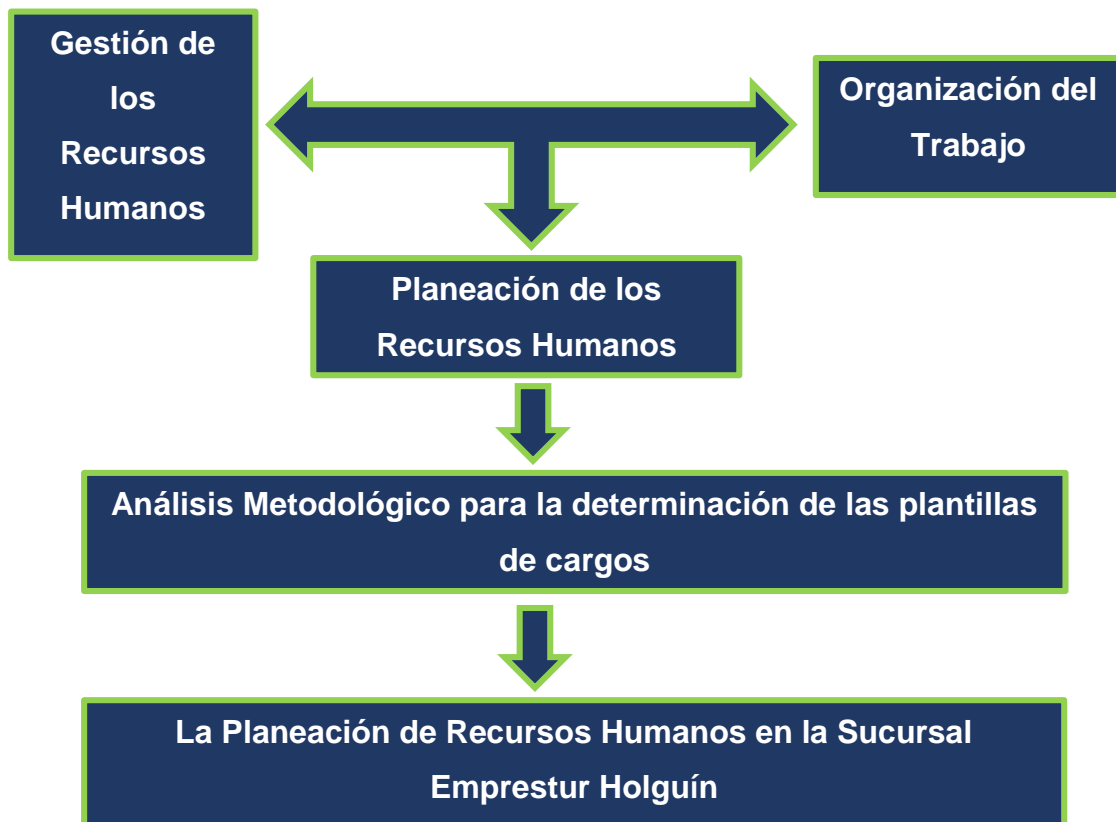 Gestión de
los
Recursos
Humanos
Organización del
Trabajo
Planeación de los
Recursos Humanos
Análisis Metodológico para la determinación de las plantillas
de cargos
La Planeación de Recursos Humanos en la Sucursal
Emprestur Holguín